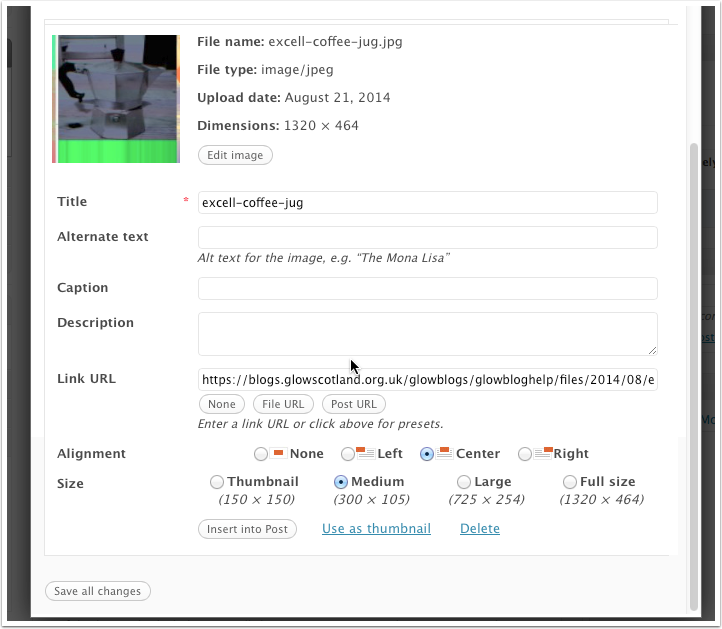 File name: excell-coffee-jug.jpg
File type: image/jpeg
Upload date: August 21, 2014
Dimensions: 1320 × 464
Edit image
Title * excell-coffee-jug
Alternate text
Alt text for the image, e.g. “The Mona Lisa”
Caption
Description
Link URL https://blogs.glowscotland.org.uk/glowblogs/glowbloghelp/files/2014/08/e
None File URL Post URL
Enter a link URL or click above for presets.
Alignment None Left Center Right
Size Thumbnail Medium Large Full size
(150 × 150) (300 × 105) (725 × 254) (1320 × 464)
Insert into Post Use as thumbnail Delete
Save all changes